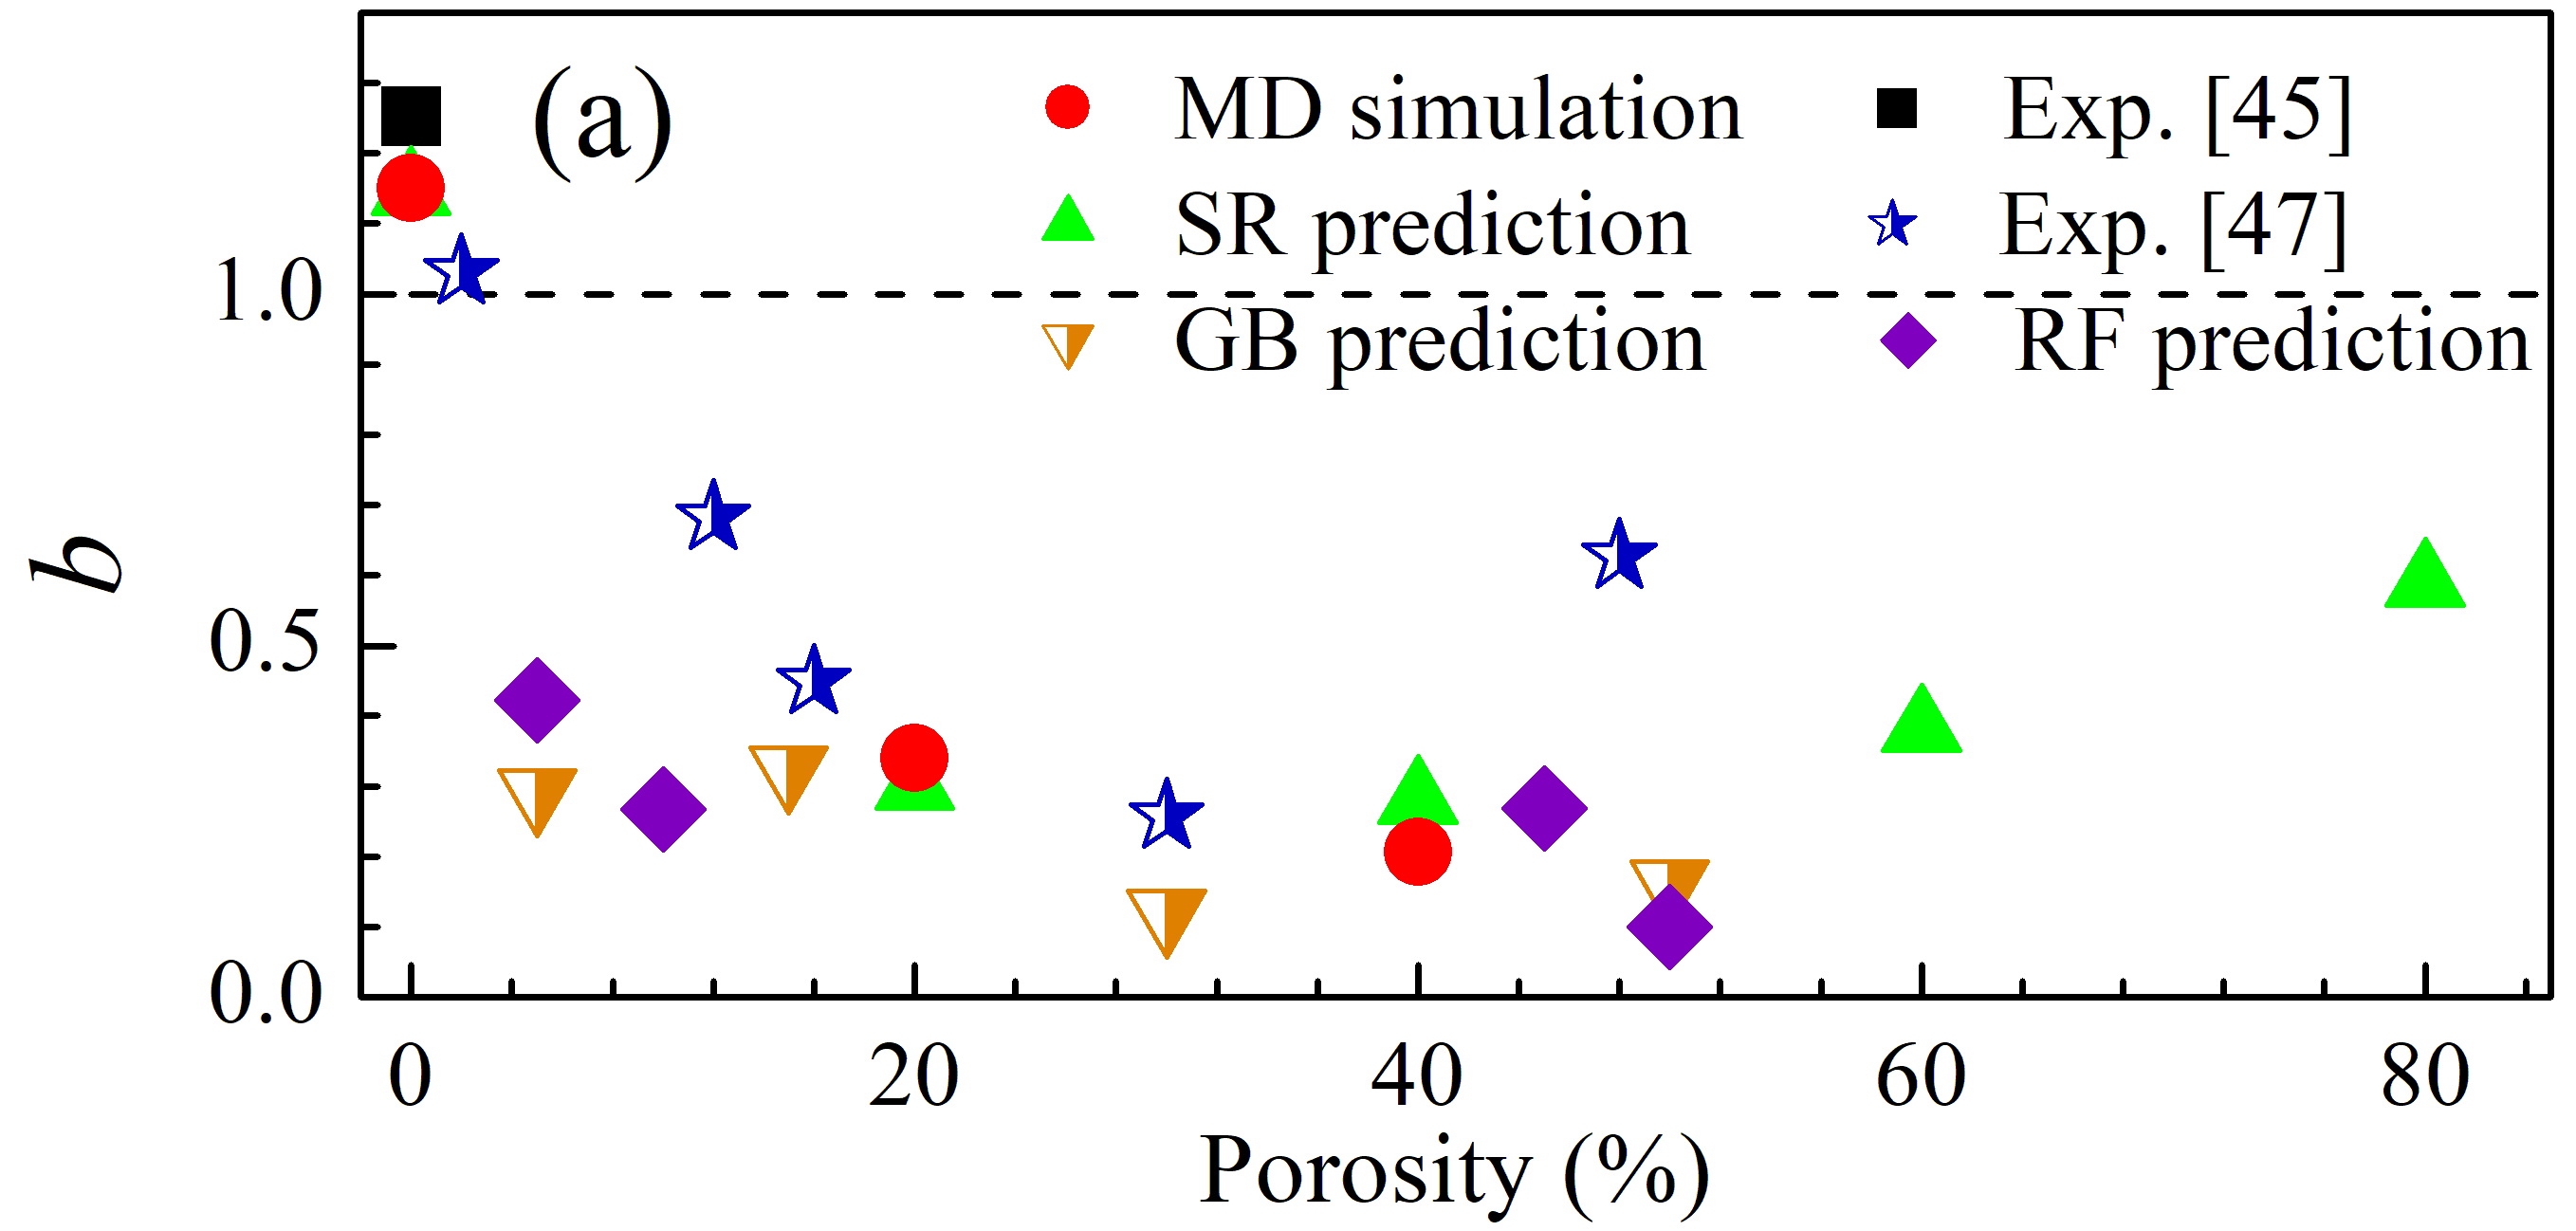 (a)
MD simulation
Exp. [45]
SR prediction
Exp. [47]
GB prediction
RF prediction
1.0
0.5
0.0
b
0 20 40 60 80
Porosity (%)